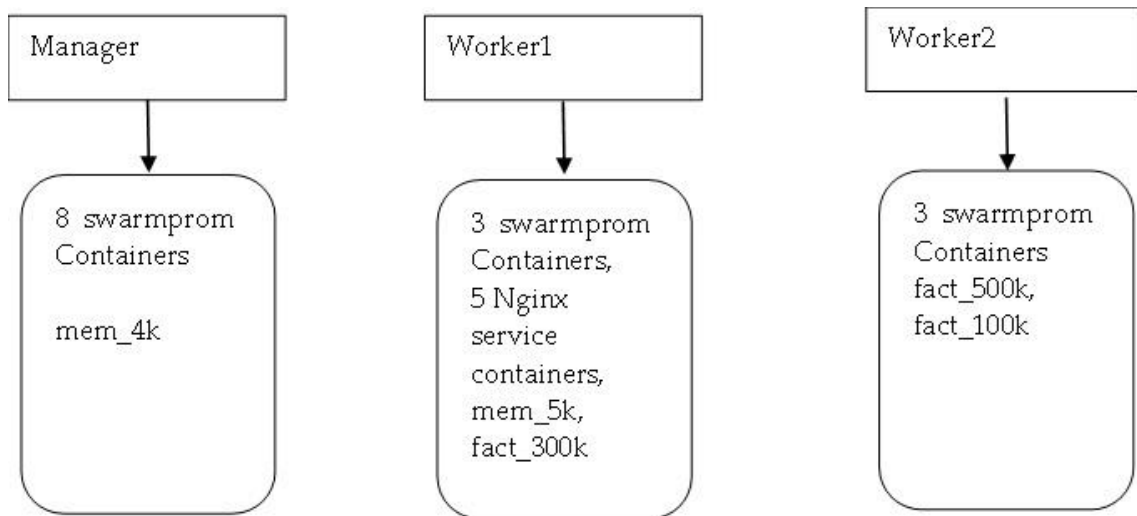 Manager
8 swarmprom
Containers
mem_4k
Worker1
3 swarmprom
Containers,
5 Nginx
service
containers,
mem_5k,
fact_300k
Worker2
3 swarmprom
Containers
fact_500k,
fact_100k